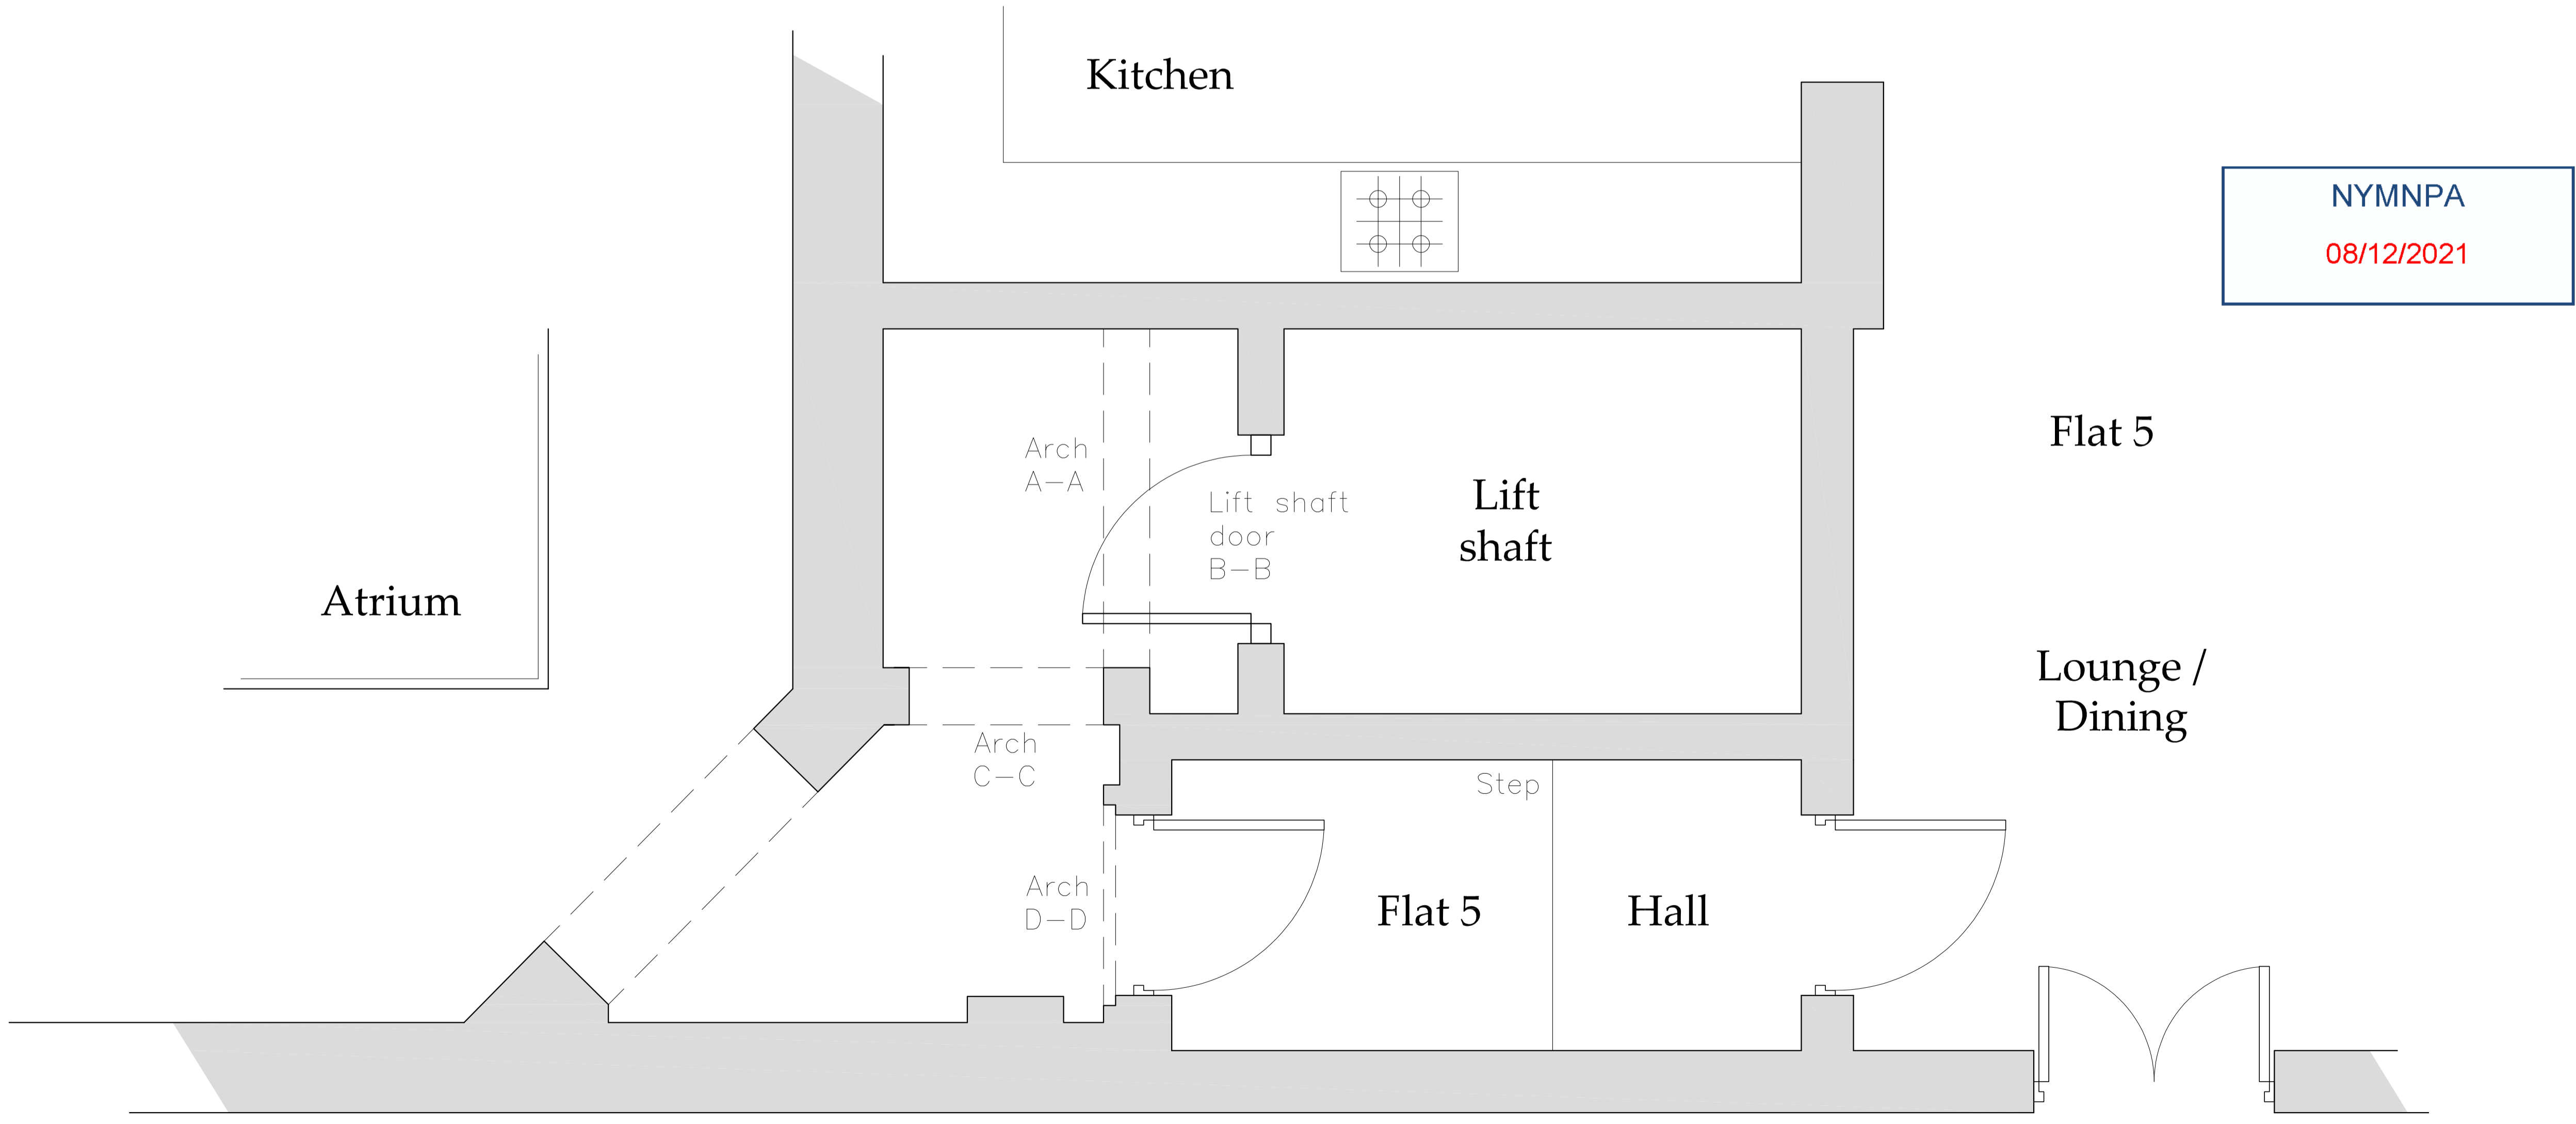 Kitchen
NYMNPA
08/12/2021
Flat 5
Arch
A-A
Lift shaft
door
B-B
Lift
shaft
Atrium
Lounge /
Dining
Arch
C-C
Step
Arch
D-D
Flat 5
Hall